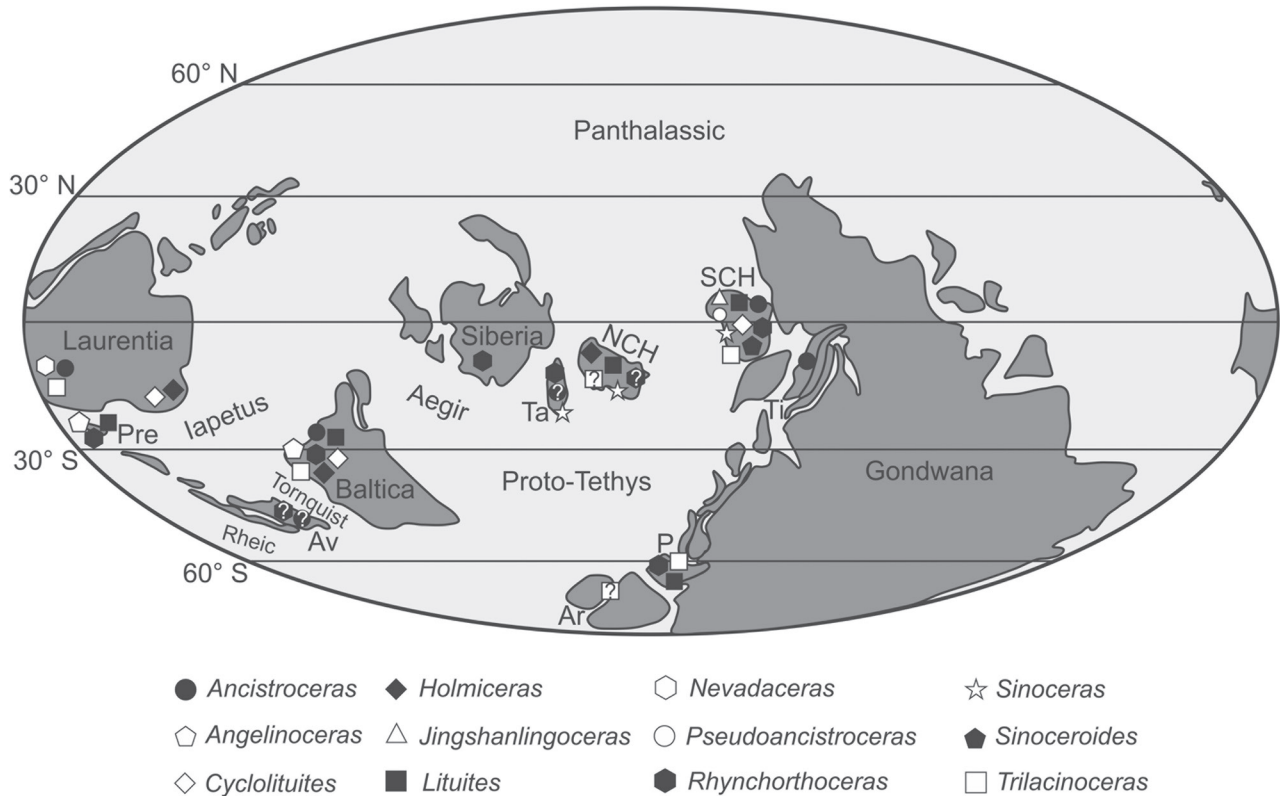 60° N
Panthalassic
30° N
SCH
Laurentia
Siberia
NCH
?
?
?
Aegir
Ta
Ti
Iapetus
Pre
30° S
Gondwana
Proto-Tethys
Baltica
Tornquist
?
?
Rheic
Av
P
60° S
?
Ar
Ancistroceras
Holmiceras
Nevadaceras
Sinoceras
Angelinoceras
Jingshanlingoceras
Pseudoancistroceras
Sinoceroides
Cyclolituites
Lituites
Rhynchorthoceras
Trilacinoceras